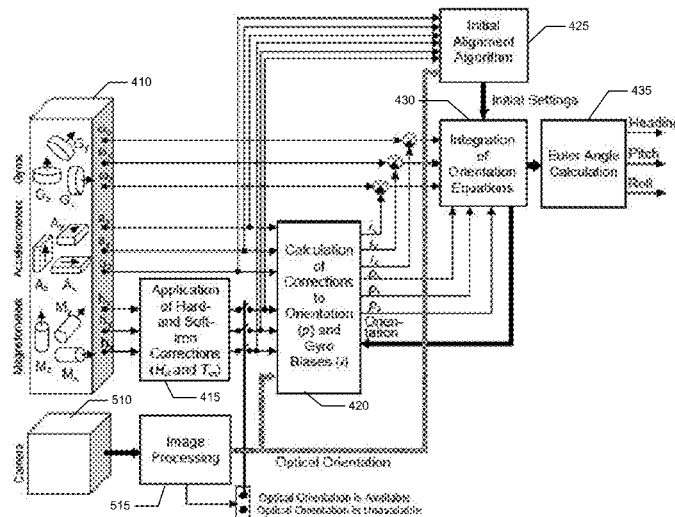 410
425
Initial
Alignment
Algorithm
Initial Settings
430
435
Gyros
Accelerometers
Magnetometers
Integration
of
Orientation
Equations
Euler Angle
Calculation
Heading
Pitch
Roll
Application
of Hard-
and Soft-
Iron
Corrections
415
Calculation
of
Corrections
to
Orientation
(p) and
Gyro
Biases (s)
420
Orien-
tation
510
Camera
Image
Processing
515
Optical Orientation
Optical Orientation is Available
Optical Orientation is Unavailable